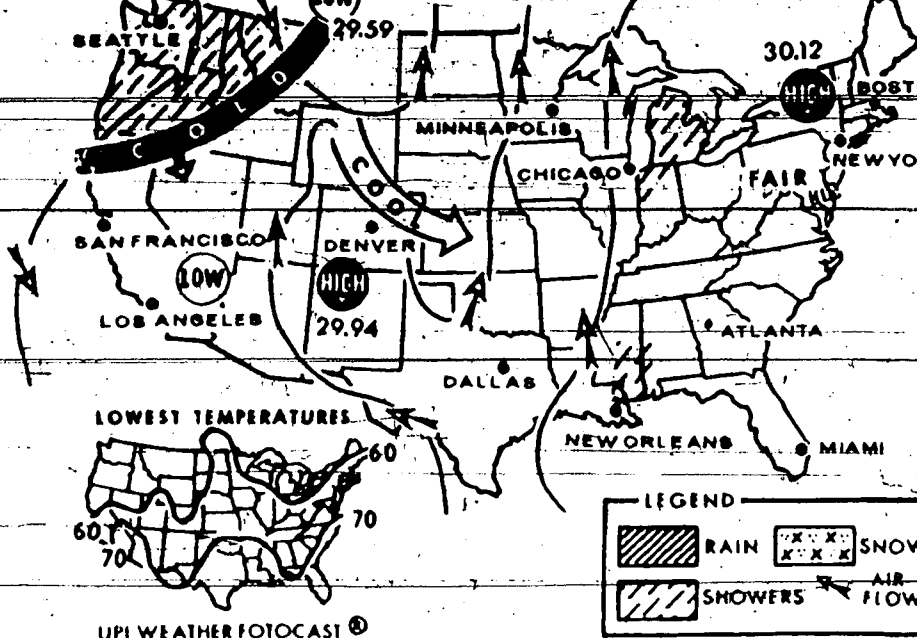 29.59
SEATTLE
COLD
30.12
HIGH
BOST
MINNEAPOLIS
NEW YO
CHICAGO
FAIR
COOL
SAN FRANCISCO
DENVER
LOW
HIGH
LOS ANGELES
29.94
ATLANTA
DALLAS
LOWEST TEMPERATURES
60
NEW ORLEANS
MIAMI
70
60
70
LEGEND
RAIN
SNOW
SHOWERS
AIR
FLOW
UPI WEATHER FOTOCAST ®